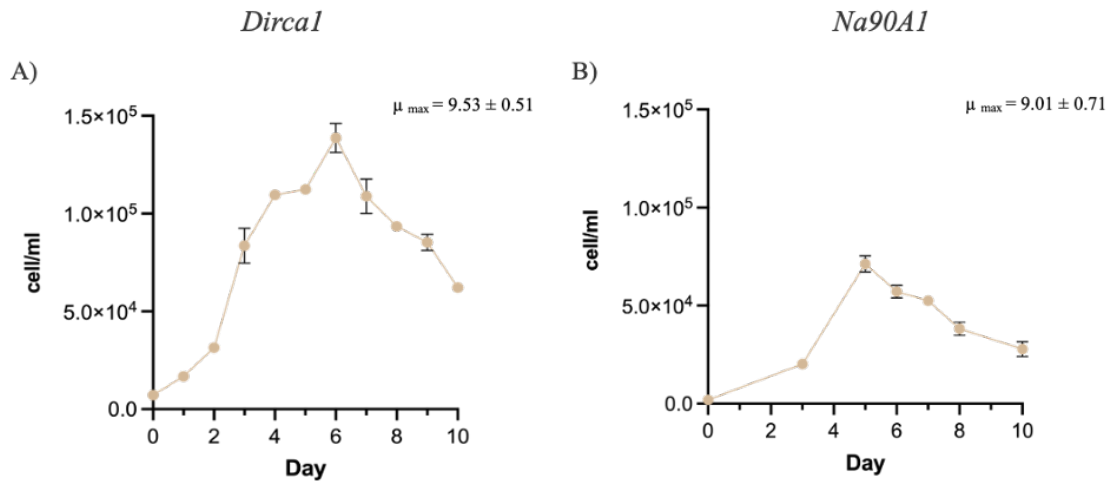 Dirca1
Na90A1
A)
μ max = 9.53 ± 0.51
1.5×10⁵
1.0×10⁵
5.0×10⁴
0.0
cell/ml
0 2 4 6 8 10
Day
B)
μ max = 9.01 ± 0.71
1.5×10⁵
1.0×10⁵
5.0×10⁴
0.0
cell/ml
0 2 4 6 8 10
Day